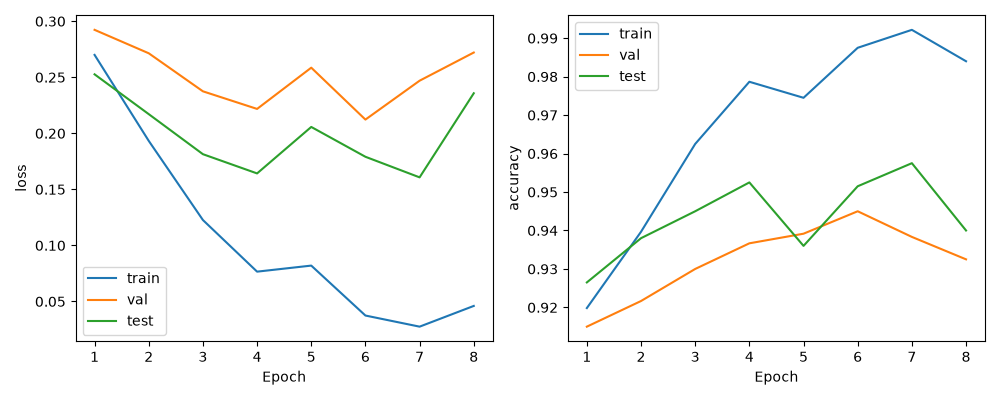 0.30
0.25
0.20
0.15
0.10
0.05
loss
train
val
test
1 2 3 4 5 6 7 8
Epoch
0.99
0.98
0.97
0.96
0.95
0.94
0.93
0.92
accuracy
train
val
test
1 2 3 4 5 6 7 8
Epoch